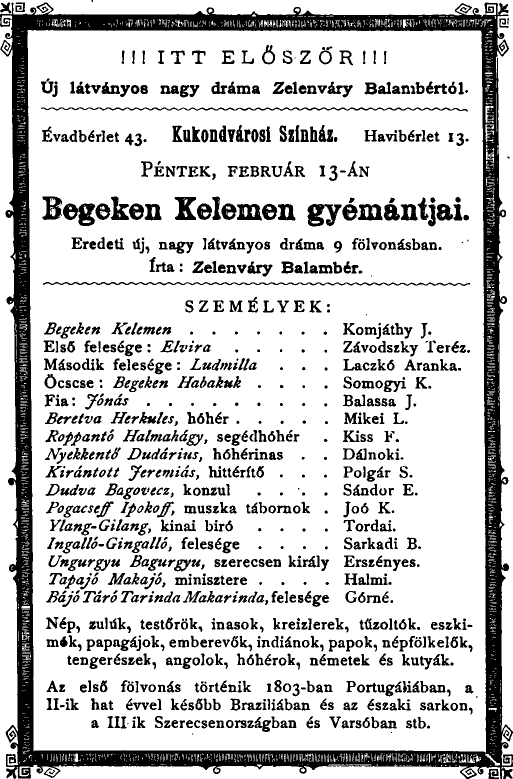 !!! ITT ELŐSZÖR !!!
Új látványos nagy dráma Zelenváry Balambértól.
Évadbérlet 43. Kukondvárosi Színház. Havibérlet 13.
PÉNTEK, FEBRUÁR 13-ÁN
Begeken Kelemen gyémántjai.
Eredeti új, nagy látványos dráma 9 fölvonásban.
Írta: Zelenváry Balambér.
SZEMÉLYEK:
Begeken Kelemen . . . . . . . Komjáthy J.
Első felesége: Elvira . . . . . Závodszky Teréz.
Második felesége: Ludmilla . . . Laczkó Aranka.
Öcscse: Begeken Habakuk . . . . Somogyi K.
Fia: Jónás . . . . . . . . . Balassa J.
Beretva Herkules, hóhér . . . . . Mikei L.
Roppantó Halmahágy, segédhóhér . Kiss F.
Nyekkentő Dudárius, hóhérinas . . Dálnoki.
Kirántott Jeremiás, hittérítő . . . Polgár S.
Dudva Bagovecz, konzul . . . . Sándor E.
Pogacseff Ipokoff, muszka tábornok . Joó K.
Ylang-Gilang, kinai biró . . . . Tordai.
Ingalló-Gingalló, felesége . . . . Sarkadi B.
Ungurgyu Bagurgyu, szerecsen király Erszényes.
Tapajó Makajó, minisztere . . . . Halmi.
Bájó Táró Tarinda Makarinda, felesége Górné.
Nép, zulúk, testőrök, inasok, kreizlerek, tűzoltók. eszki-
mók, papagájok, emberevők, indiánok, papok, népfölkelők,
tengerészek, angolok, hóhérok, németek és kutyák.
Az első fölvonás történik 1803-ban Portugáliában, a
II-ik hat évvel később Braziliában és az északi sarkon,
a III-ik Szerecsenországban és Varsóban stb.